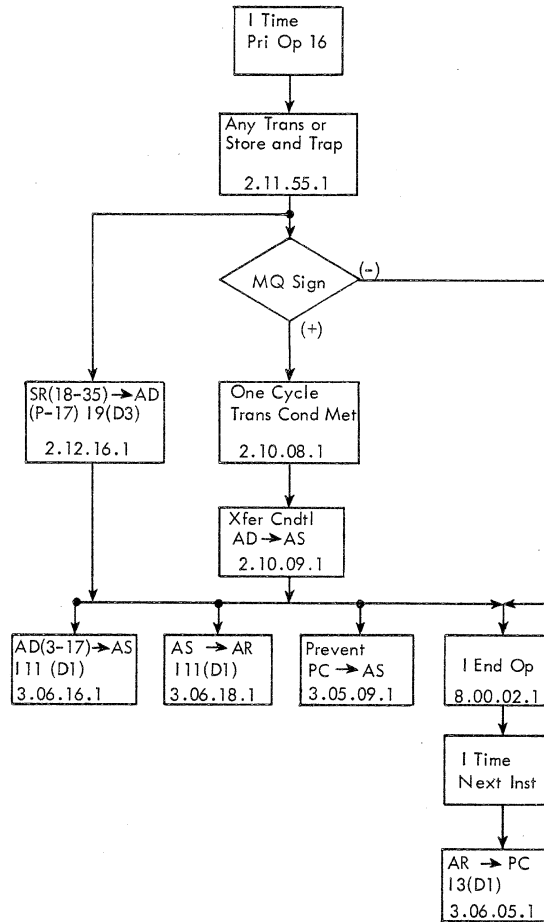 I Time
Pri Op 16
Any Trans or
Store and Trap
2.11.55.1
MQ Sign
(-)
(+)
SR(18-35)→AD
(P-17) I9(D3)
2.12.16.1
One Cycle
Trans Cond Met
2.10.08.1
Xfer Cndtl
AD→AS
2.10.09.1
AD(3-17)→AS
I11 (D1)
3.06.16.1
AS → AR
I11(D1)
3.06.18.1
Prevent
PC → AS
3.05.09.1
I End Op
8.00.02.1
I Time
Next Inst
AR → PC
I3(D1)
3.06.05.1